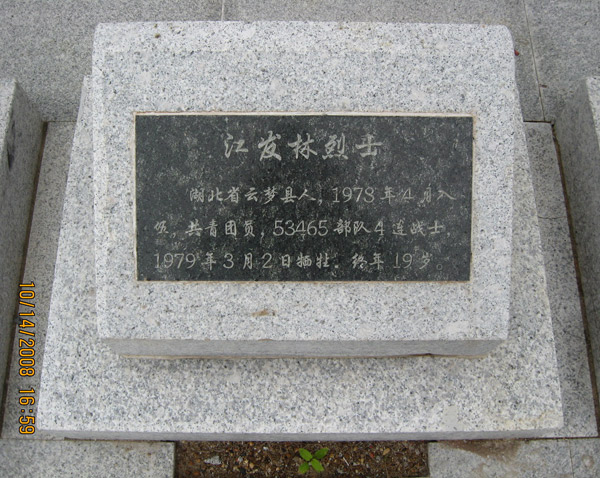 江发林烈士
湖北省云梦县人，1978年4月入
伍，共青团员，53465部队4连战士，
1979年3月2日牺牲。终年19岁
10/14/2008 16:59